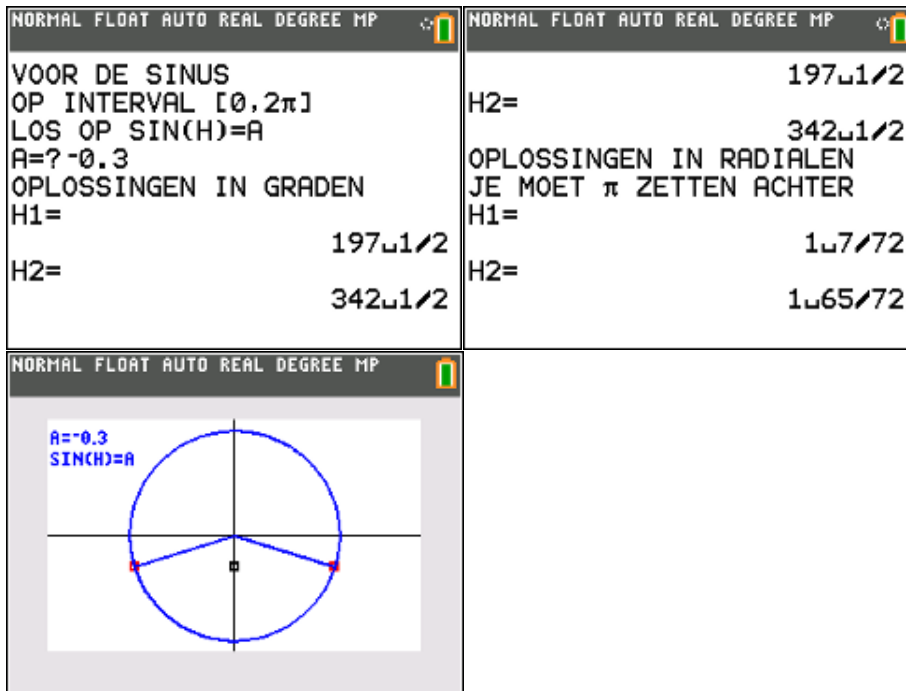 NORMAL FLOAT AUTO REAL DEGREE MP
VOOR DE SINUS
OP INTERVAL [0,2π]
LOS OP SIN(H)=A
A=?⁻0.3
OPLOSSINGEN IN GRADEN
H1=
197␣1/2
H2=
342␣1/2
NORMAL FLOAT AUTO REAL DEGREE MP
197␣1/2
H2=
342␣1/2
OPLOSSINGEN IN RADIALEN
JE MOET π ZETTEN ACHTER
H1=
1␣7/72
H2=
1␣65/72
NORMAL FLOAT AUTO REAL DEGREE MP
A=⁻0.3
SIN(H)=A